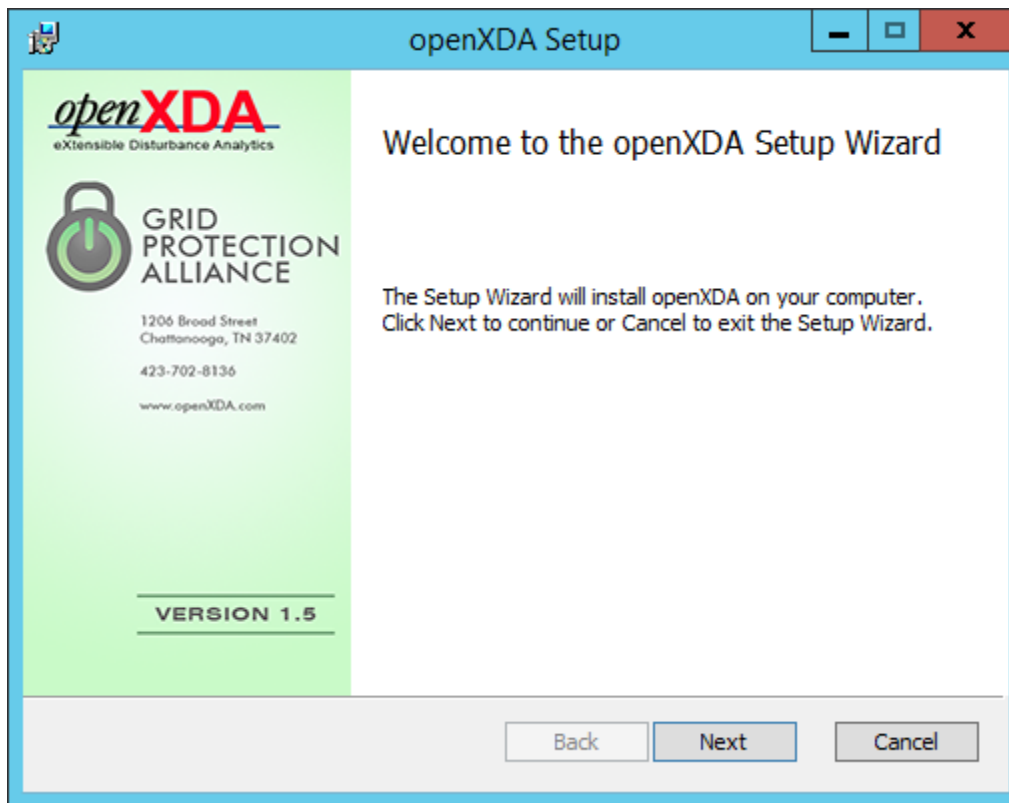 openXDA Setup
openXDA
eXtensible Disturbance Analytics
GRID
PROTECTION
ALLIANCE
1206 Broad Street
Chattanooga, TN 37402
423-702-8136
www.openXDA.com
VERSION 1.5
Welcome to the openXDA Setup Wizard
The Setup Wizard will install openXDA on your computer.
Click Next to continue or Cancel to exit the Setup Wizard.
Back Next Cancel